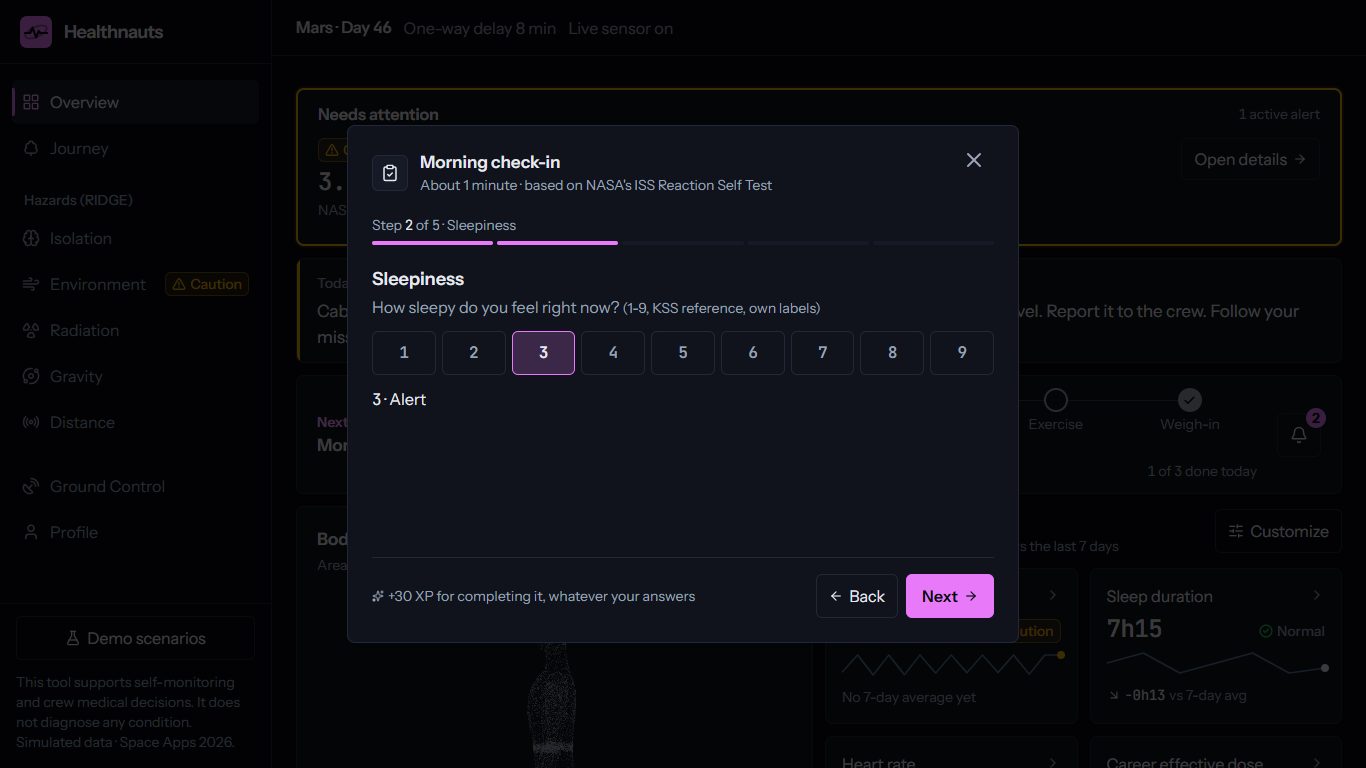 Healthnauts
Mars · Day 46 One-way delay 8 min Live sensor on
Overview
Journey
Hazards (RIDGE)
Isolation
Environment Caution
Radiation
Gravity
Distance
Ground Control
Profile
Demo scenarios
This tool supports self-monitoring
and crew medical decisions. It does
not diagnose any condition.
Simulated data · Space Apps 2026.
Needs attention
1 active alert
Open details →
3.
Morning check-in
About 1 minute · based on NASA's ISS Reaction Self Test
Step 2 of 5 · Sleepiness
Sleepiness
How sleepy do you feel right now? (1-9, KSS reference, own labels)
1 2 3 4 5 6 7 8 9
3 · Alert
+30 XP for completing it, whatever your answers
← Back
Next →
Report it to the crew. Follow your
Next
Exercise
Weigh-in
2
1 of 3 done today
the last 7 days
Customize
Sleep duration
7h15
Normal
-0h13 vs 7-day avg
No 7-day average yet
Heart rate
Career effective dose